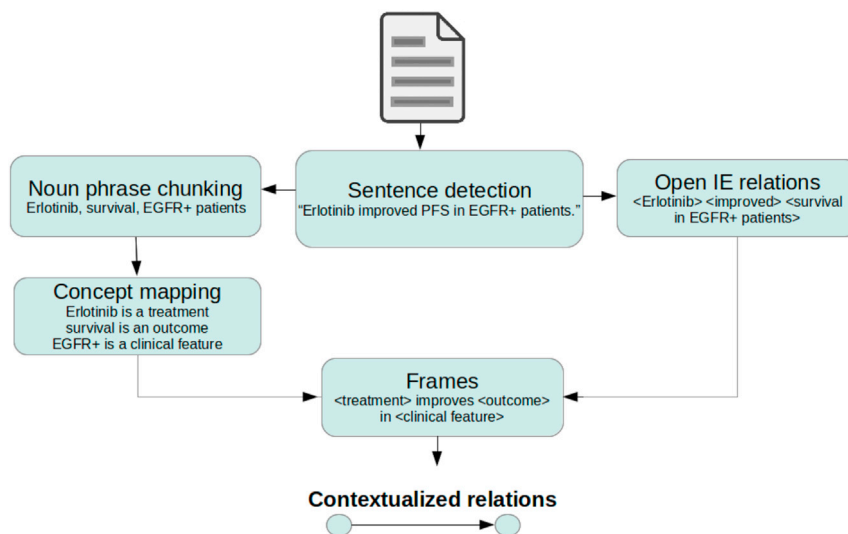 Noun phrase chunking
Erlotinib, survival, EGFR+ patients
Sentence detection
“Erlotinib improved PFS in EGFR+ patients.”
Open IE relations
<Erlotinib> <improved> <survival
in EGFR+ patients>
Concept mapping
Erlotinib is a treatment
survival is an outcome
EGFR+ is a clinical feature
Frames
<treatment> improves <outcome>
in <clinical feature>
Contextualized relations